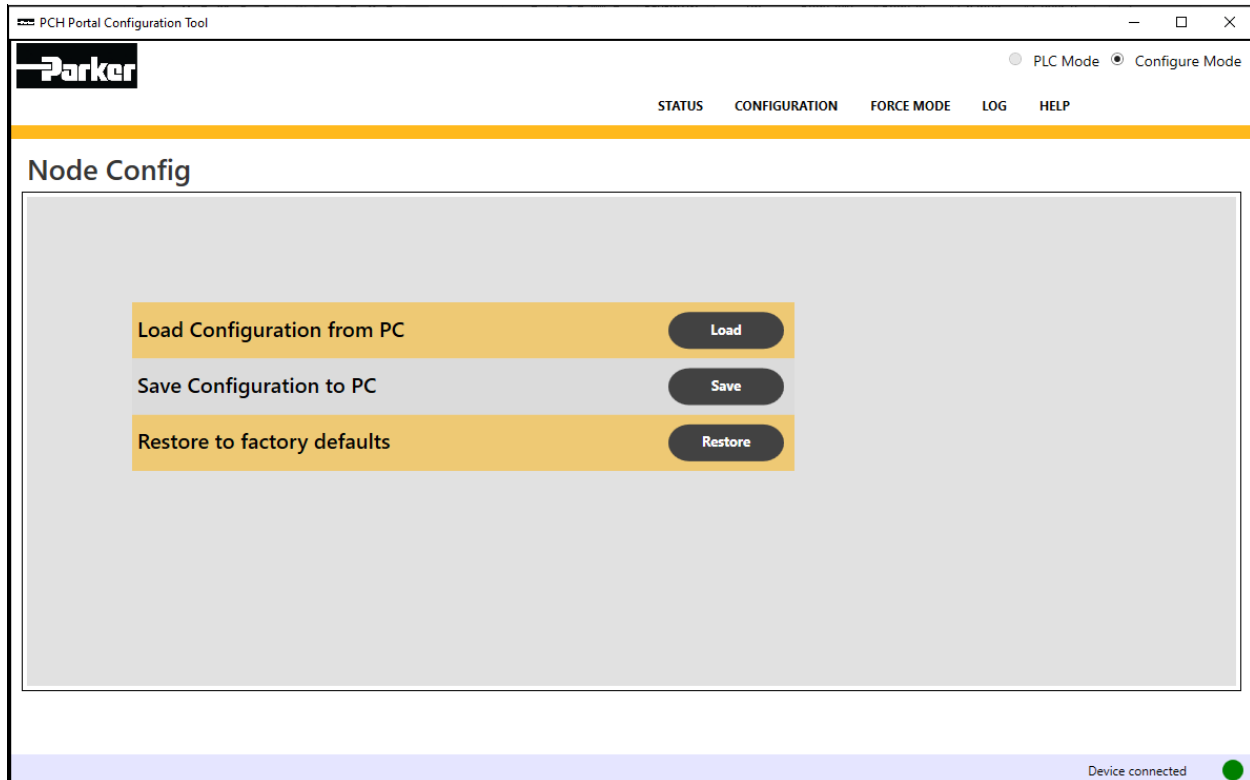 PCH Portal Configuration Tool
Parker
PLC Mode Configure Mode
STATUS CONFIGURATION FORCE MODE LOG HELP
Node Config
Load Configuration from PC Load
Save Configuration to PC Save
Restore to factory defaults Restore
Device connected